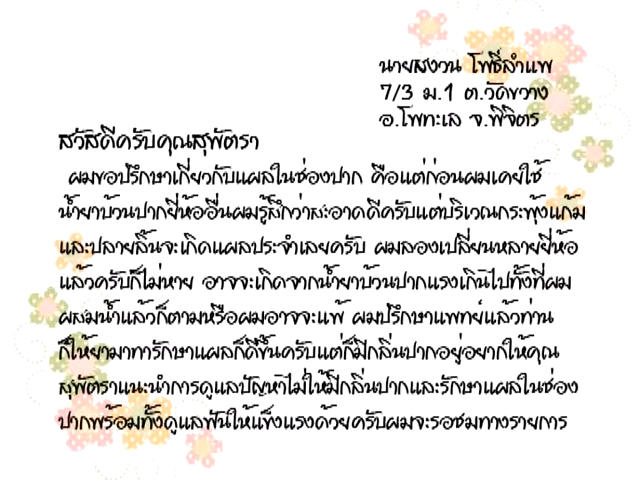 นายสงวน โพธิ์ลำแพ
7/3 ม.1 ต.วัดขวาง
อ.โพทะเล จ.พิจิตร
สวัสดีครับคุณสุพัตรา
ผมขอปรึกษาเกี่ยวกับแผลในช่องปาก คือแต่ก่อนผมเคยใช้
น้ำยาบ้วนปากยี่ห้ออื่นผมรู้สึกว่าสะอาดดีครับแต่บริเวณกระพุ้งแก้ม
และปลายลิ้นจะเกิดแผลประจำเลยครับ ผมลองเปลี่ยนหลายยี่ห้อ
แล้วครับก็ไม่หาย อาจจะเกิดจากน้ำยาบ้วนปากแรงเกินไปทั้งที่ผม
ผสมน้ำแล้วก็ตามหรือผมอาจจะแพ้ ผมปรึกษาแพทย์แล้วท่าน
ก็ให้ยามาทารักษาแผลก็ดีขึ้นครับแต่ก็มีกลิ่นปากอยู่อยากให้คุณ
สุพัตราแนะนำการดูแลปัญหาไม่ให้มีกลิ่นปากและรักษาแผลในช่อง
ปากพร้อมทั้งดูแลฟันให้แข็งแรงด้วยครับผมจะรอชมทางรายการ